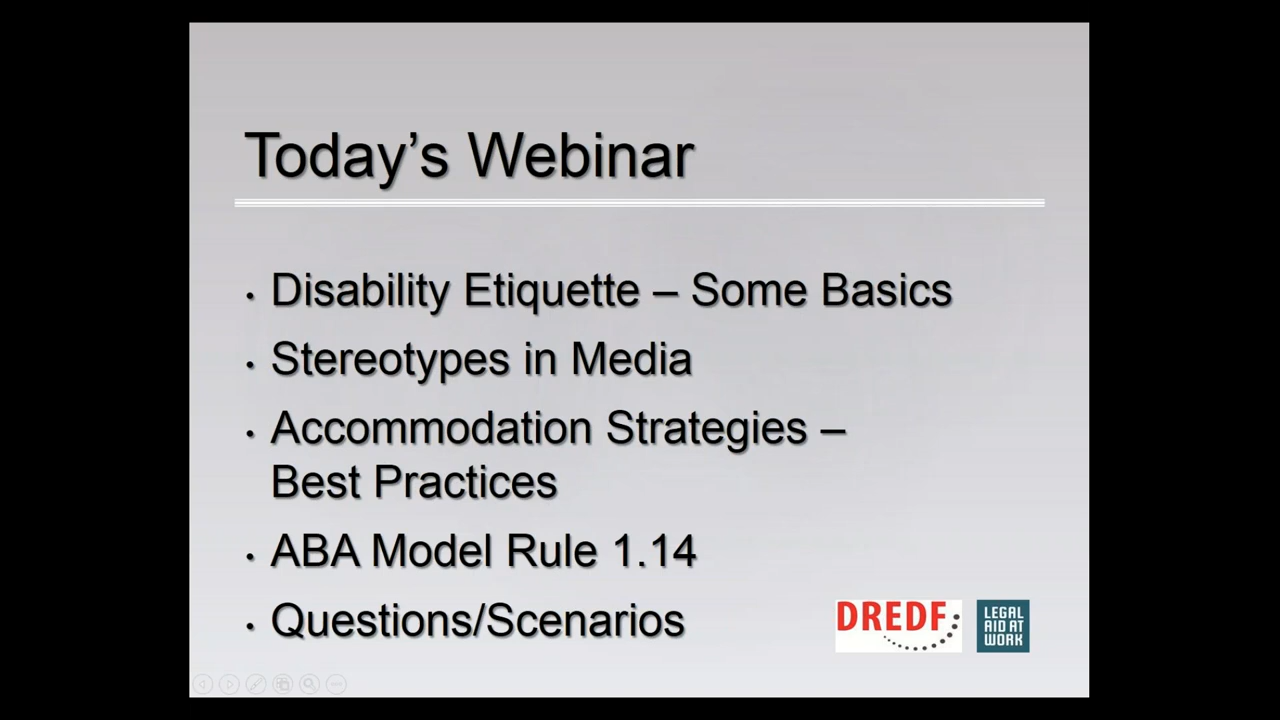 Today's Webinar
• Disability Etiquette – Some Basics
• Stereotypes in Media
• Accommodation Strategies –
Best Practices
• ABA Model Rule 1.14
• Questions/Scenarios
DREDF
LEGAL
AID AT
WORK